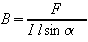 B = F / I l sin α